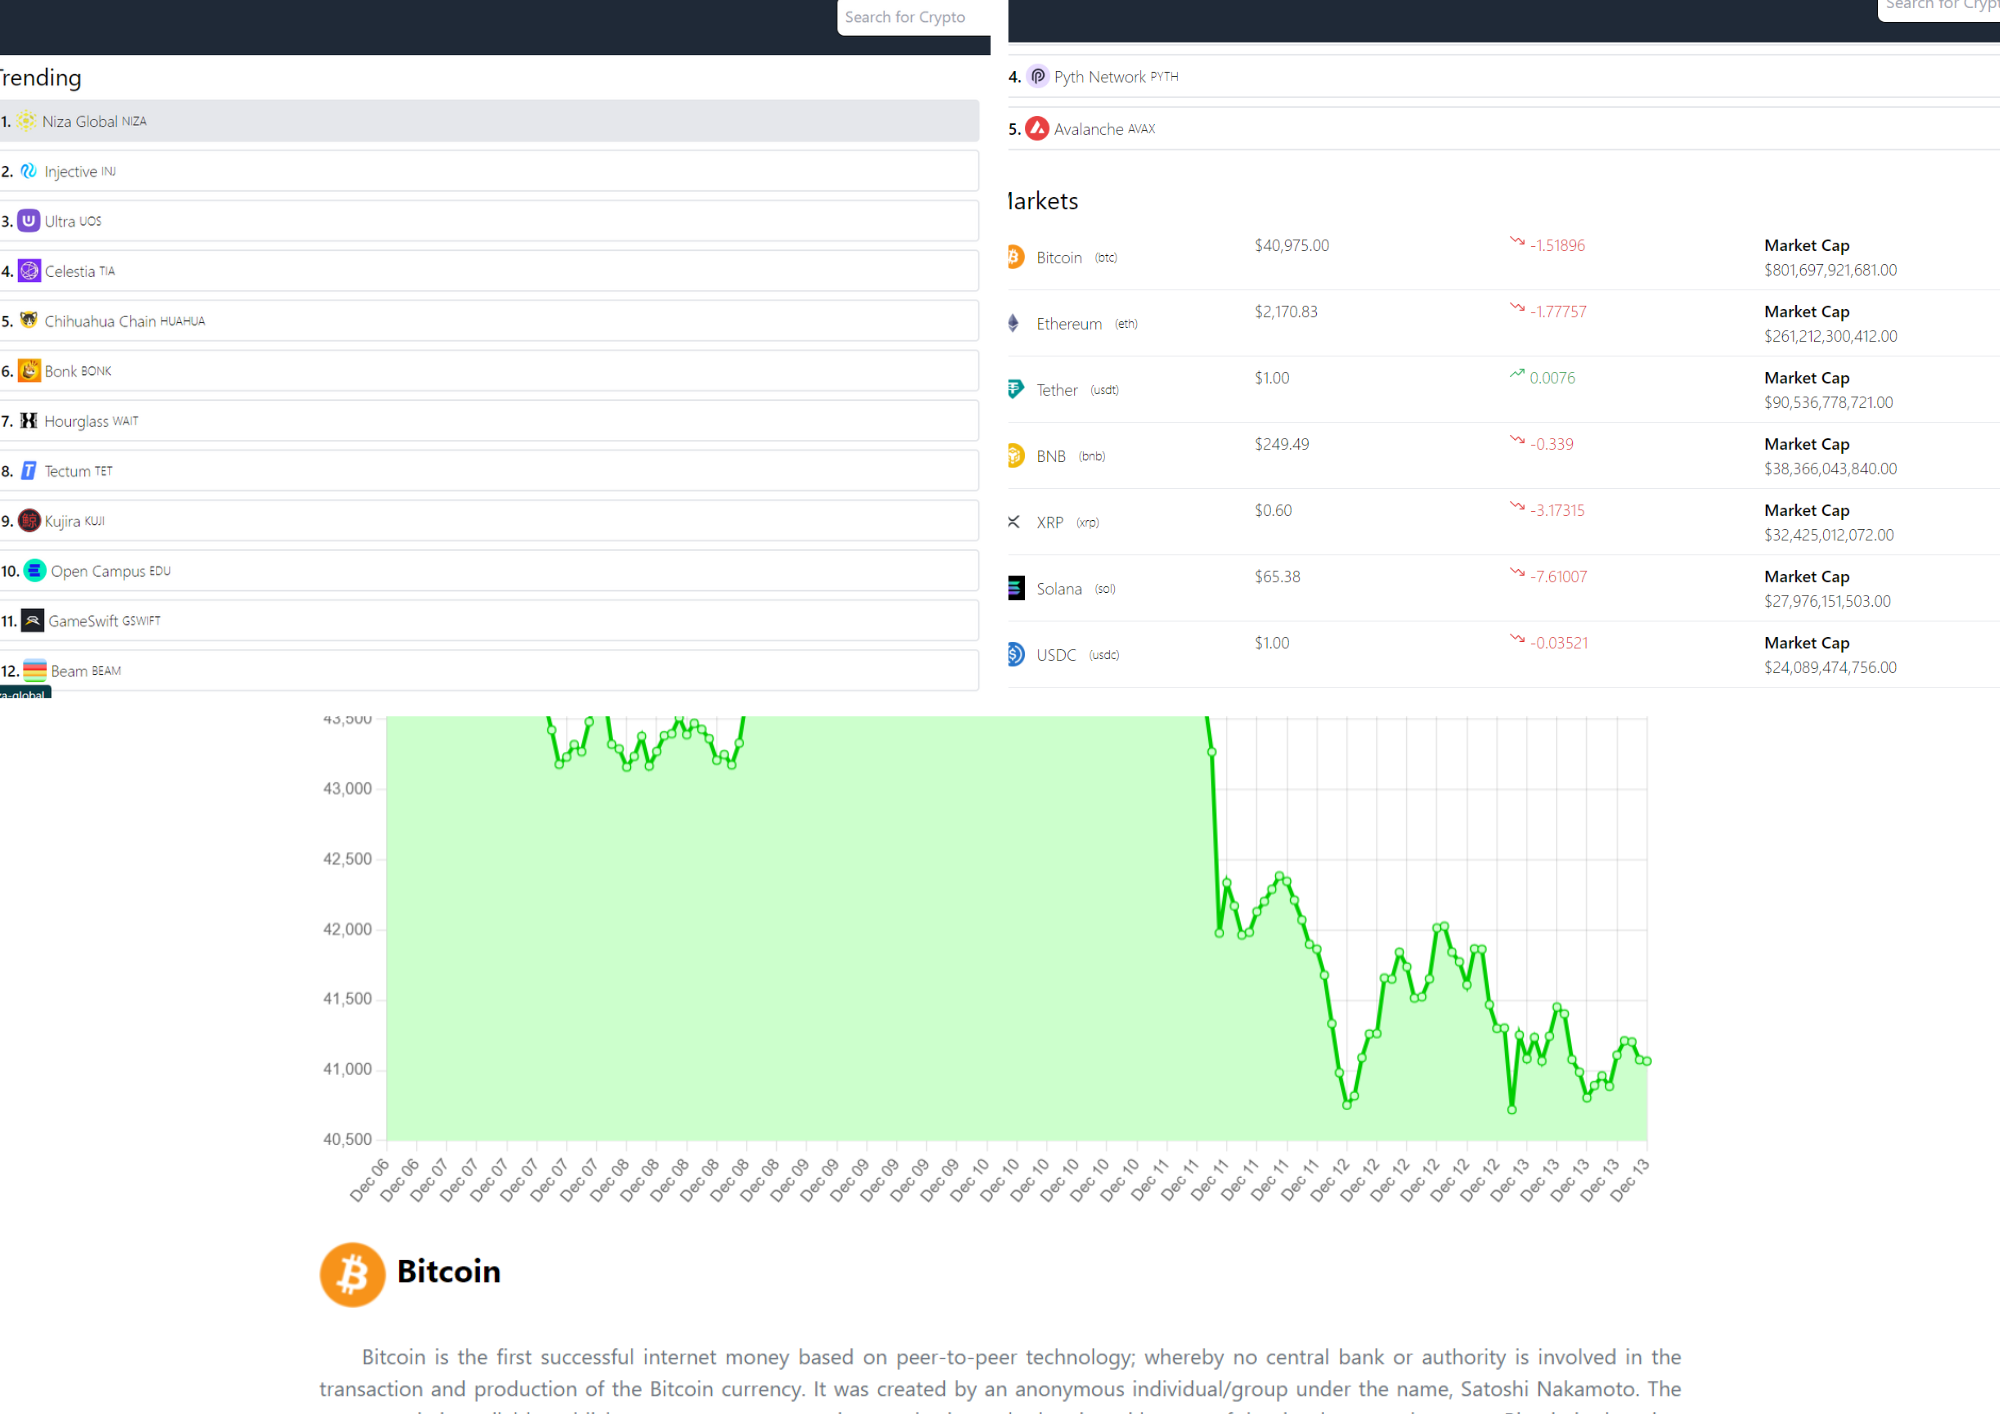 Search for Crypto
Trending
1. Niza Global NIZA
2. Injective INJ
3. Ultra UOS
4. Celestia TIA
5. Chihuahua Chain HUAHUA
6. Bonk BONK
7. Hourglass WAIT
8. Tectum TET
9. Kujira KUJI
10. Open Campus EDU
11. GameSwift GSWIFT
12. Beam BEAM
za-global
Search for Crypt
4. Pyth Network PYTH
5. Avalanche AVAX
Markets
Bitcoin (btc) $40,975.00 -1.51896 Market Cap
$801,697,921,681.00
Ethereum (eth) $2,170.83 -1.77757 Market Cap
$261,212,300,412.00
Tether (usdt) $1.00 0.0076 Market Cap
$90,536,778,721.00
BNB (bnb) $249.49 -0.339 Market Cap
$38,366,043,840.00
XRP (xrp) $0.60 -3.17315 Market Cap
$32,425,012,072.00
Solana (sol) $65.38 -7.61007 Market Cap
$27,976,151,503.00
USDC (usdc) $1.00 -0.03521 Market Cap
$24,089,474,756.00
43,500
43,000
42,500
42,000
41,500
41,000
40,500
Dec 06 Dec 06 Dec 07 Dec 07 Dec 07 Dec 07 Dec 07 Dec 07 Dec 08 Dec 08 Dec 08 Dec 08 Dec 08 Dec 08 Dec 09 Dec 09 Dec 09 Dec 09 Dec 09 Dec 09 Dec 10 Dec 10 Dec 10 Dec 10 Dec 10 Dec 10 Dec 11 Dec 11 Dec 11 Dec 11 Dec 11 Dec 11 Dec 12 Dec 12 Dec 12 Dec 12 Dec 12 Dec 12 Dec 13 Dec 13 Dec 13 Dec 13 Dec 13
Bitcoin
Bitcoin is the first successful internet money based on peer-to-peer technology; whereby no central bank or authority is involved in the
transaction and production of the Bitcoin currency. It was created by an anonymous individual/group under the name, Satoshi Nakamoto. The